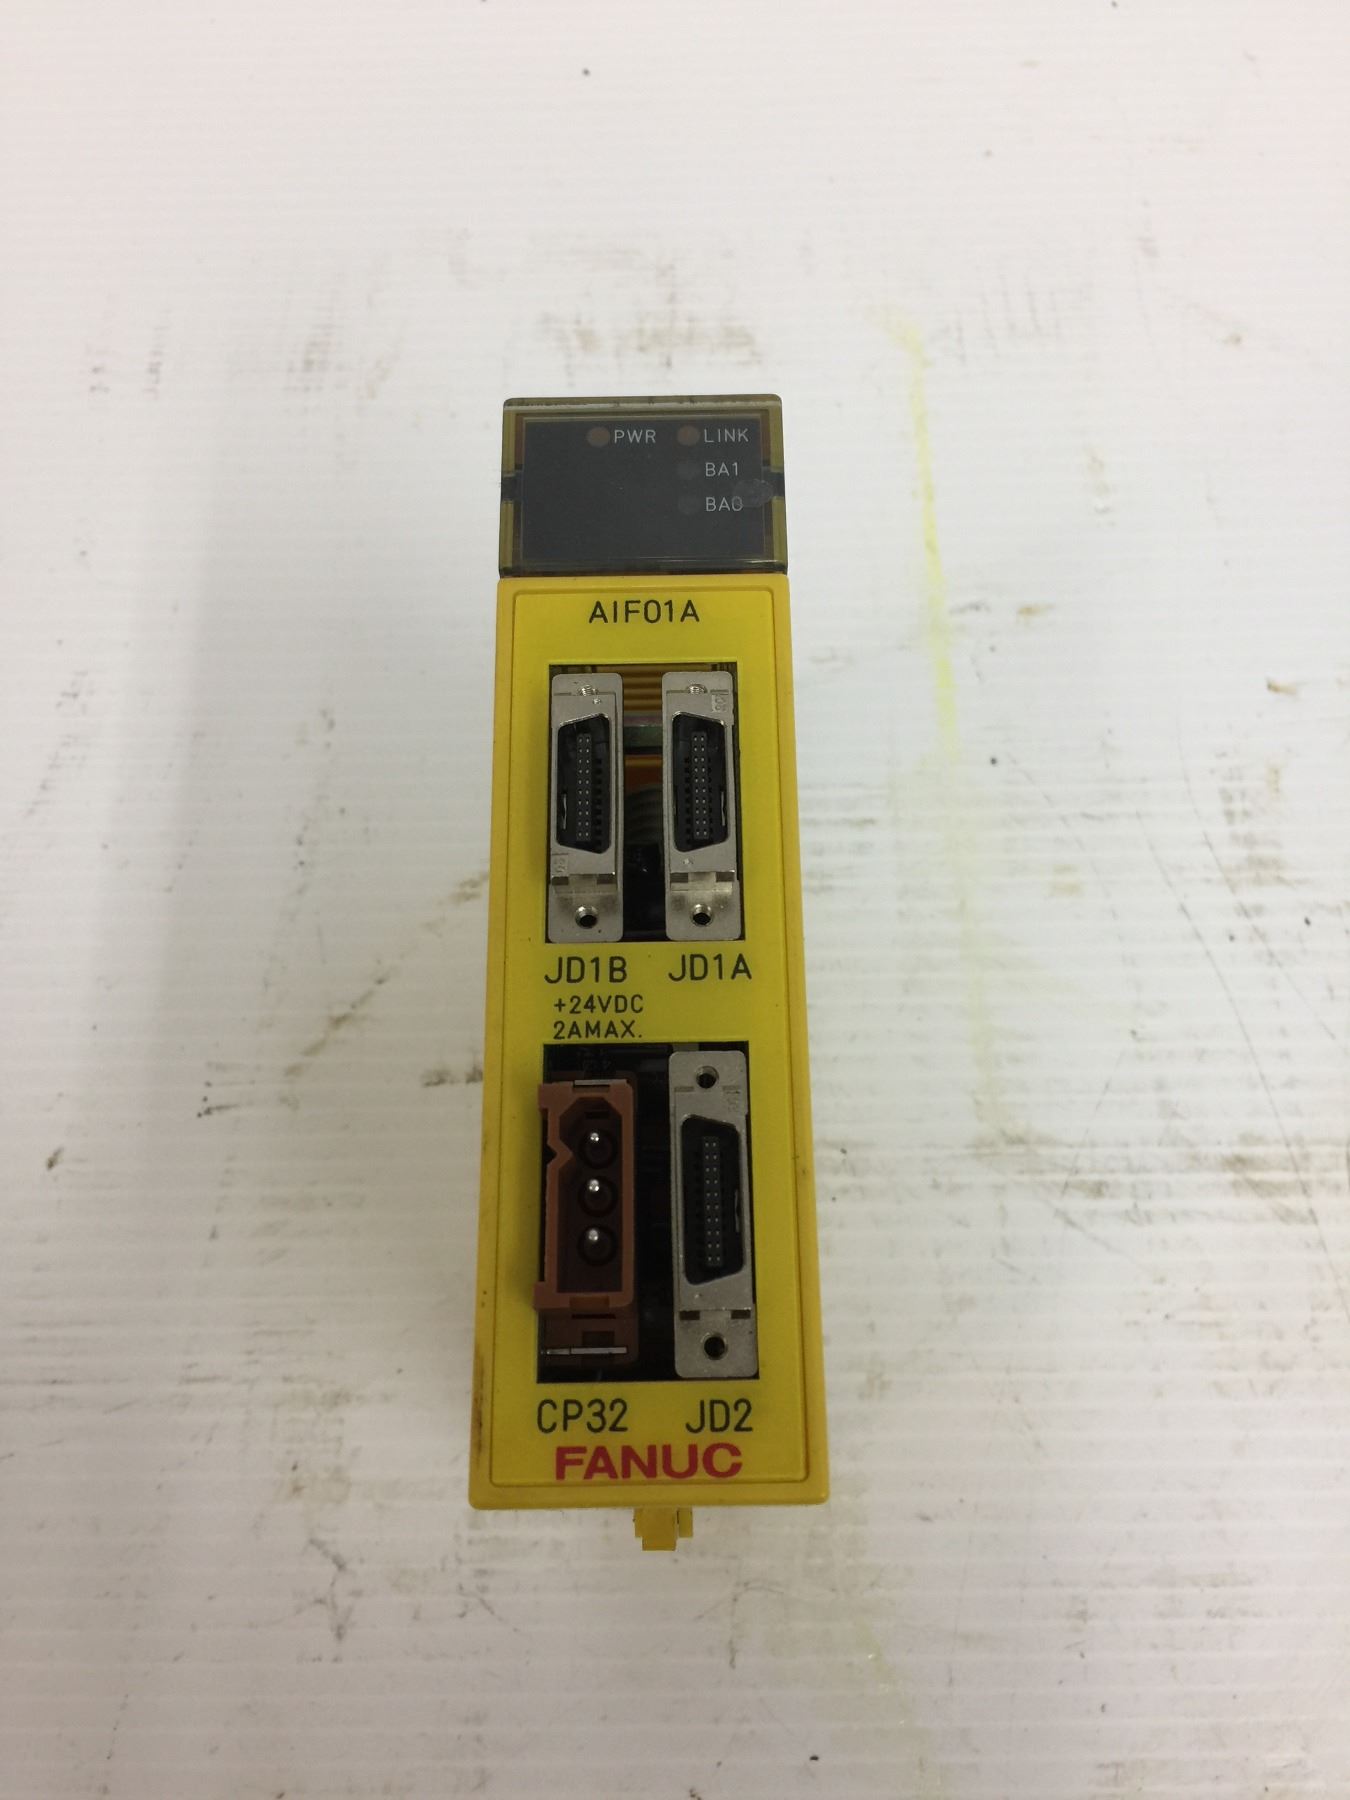 PWR LINK
BA1
BA0
AIF01A
JD1B JD1A
+24VDC
2AMAX.
CP32 JD2
FANUC